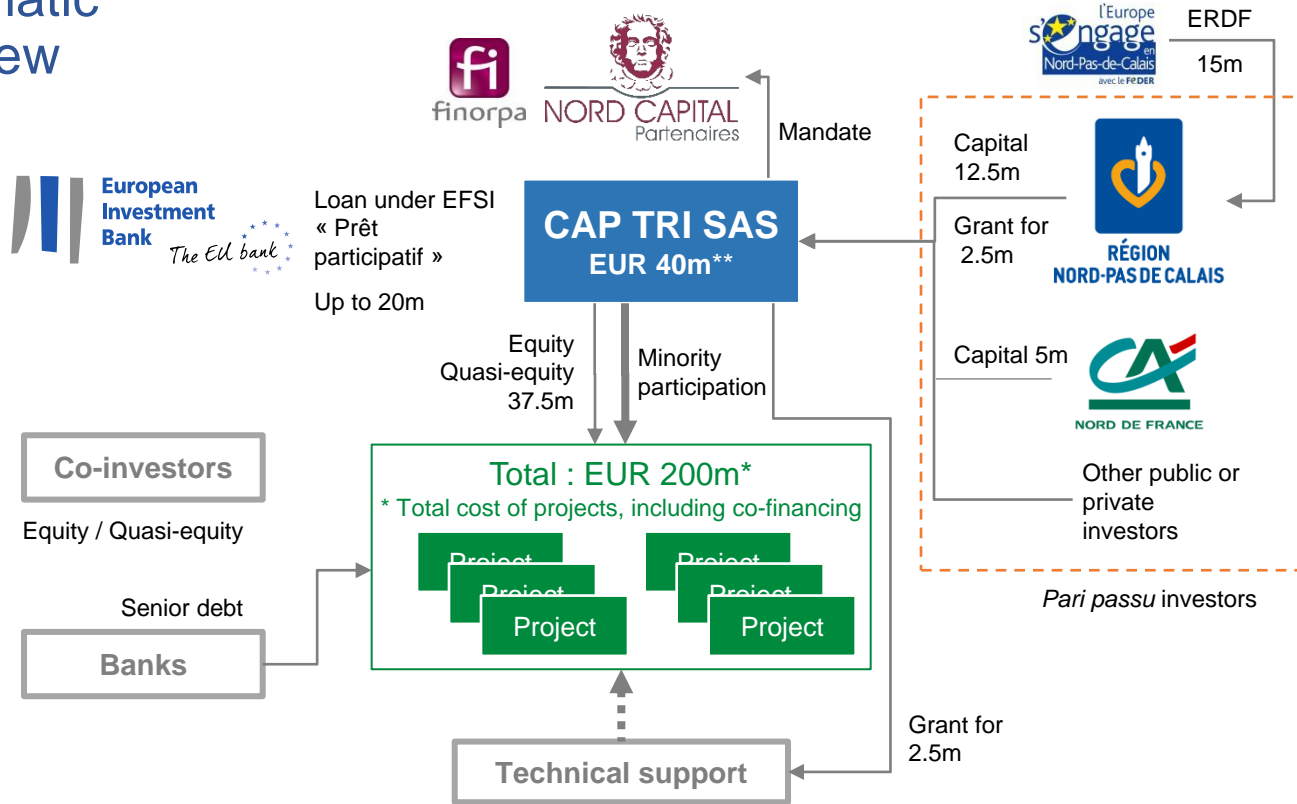 l'Europe
s'engage
en
Nord-Pas-de-Calais
avec le FEDER
ERDF
15m
fi
finorpa
NORD CAPITAL
Partenaires
Mandate
European
Investment
Bank
The EU bank
Loan under EFSI
« Prêt
participatif »
Up to 20m
CAP TRI SAS
EUR 40m**
Capital
12.5m
Grant for
2.5m
RÉGION
NORD-PAS DE CALAIS
Equity
Quasi-equity
37.5m
Minority
participation
Capital 5m
CA
NORD DE FRANCE
Other public or
private
investors
Pari passu investors
Co-investors
Equity / Quasi-equity
Senior debt
Banks
Total : EUR 200m*
* Total cost of projects, including co-financing
Project
Project
Project
Project
Project
Project
Technical support
Grant for
2.5m